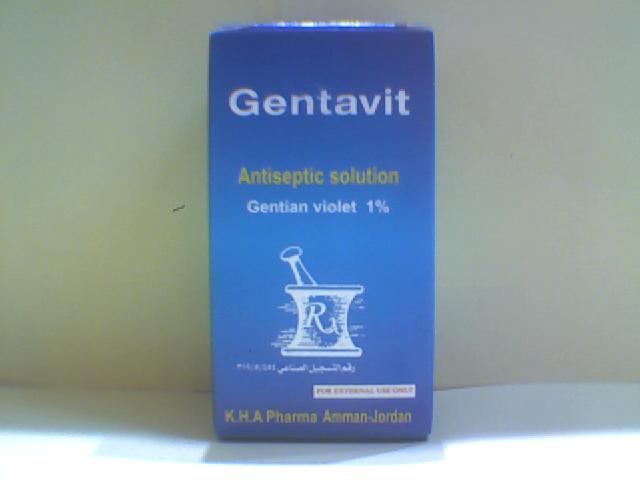 Gentavit
Antiseptic solution
Gentian violet 1%
Rx
رقم التسجيل الصناعي
FOR EXTERNAL USE ONLY
K.H.A Pharma Amman-Jordan